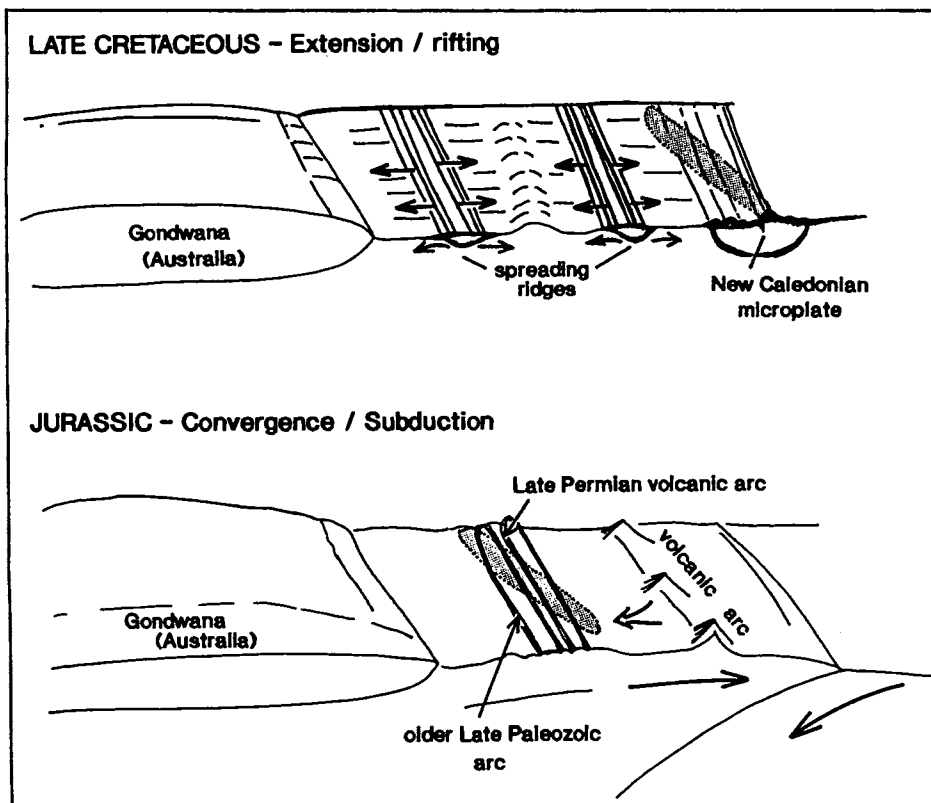 LATE CRETACEOUS - Extension / rifting
Gondwana
(Australia)
spreading
ridges
New Caledonian
microplate
JURASSIC - Convergence / Subduction
Late Permian volcanic arc
volcanic arc
Gondwana
(Australia)
older Late Paleozoic
arc